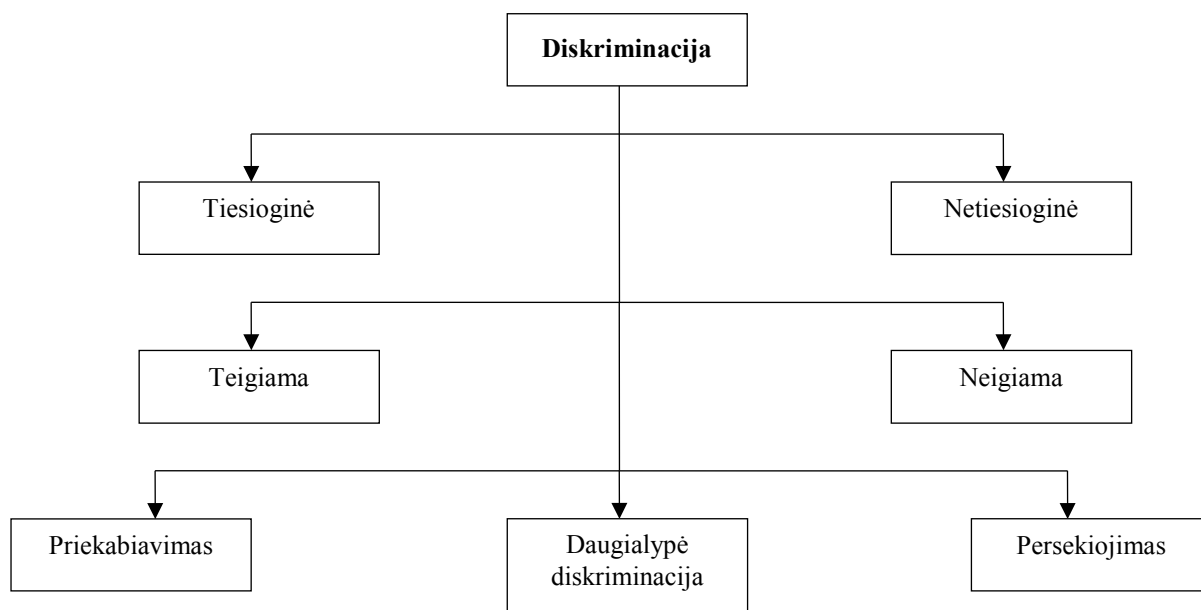 Diskriminacija
Tiesioginė
Netiesioginė
Teigiama
Neigiama
Priekabiavimas
Daugialypė
diskriminacija
Persekiojimas